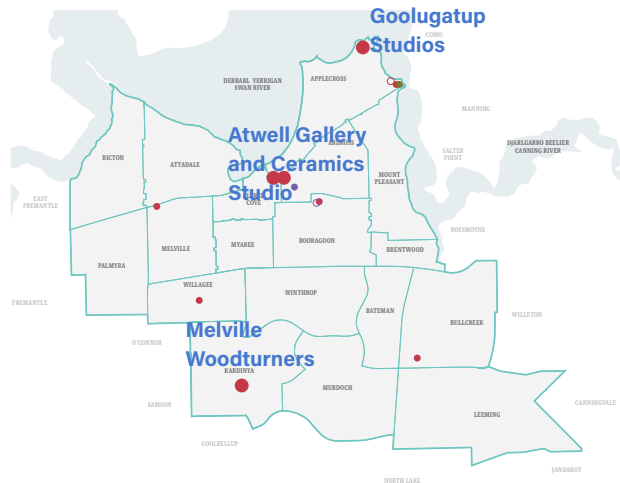 Goolugatup
Studios
COMO
DERBARL YERRIGAN
SWAN RIVER
APPLECROSS
MANNING
Atwell Gallery
and Ceramics
Studio
ARDROSS
DJARLGARRO BEELIER
CANNING RIVER
SALTER
POINT
BICTON
ATTADALE
MOUNT
PLEASANT
EAST
FREMANTLE
COVE
ROSSMOYNE
MELVILLE
MYAREE
BOORAGOON
BRENTWOOD
PALMYRA
WILLAGEE
WINTHROP
FREMANTLE
BATEMAN
BULLCREEK
WILLETON
Melville
Woodturners
O'CONNOR
KARDINYA
MURDOCH
SAMSON
CANNINGVALE
LEEMING
COOLBELLUP
JANDAKOT
NORTH LAKE